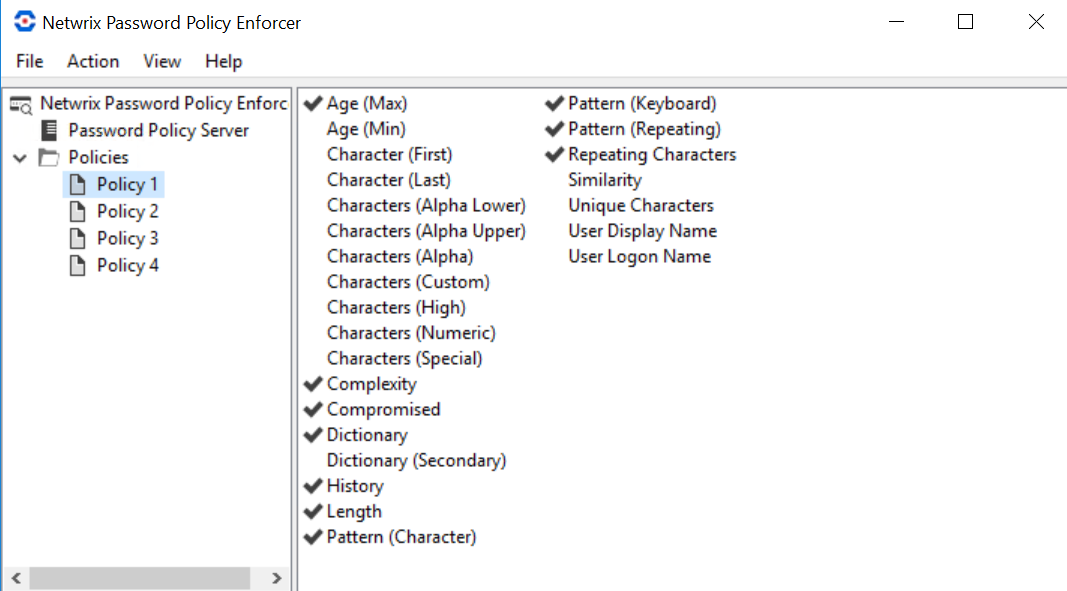 Netwrix Password Policy Enforcer
File Action View Help
Netwrix Password Policy Enforc
Password Policy Server
Policies
Policy 1
Policy 2
Policy 3
Policy 4
Age (Max)
Age (Min)
Character (First)
Character (Last)
Characters (Alpha Lower)
Characters (Alpha Upper)
Characters (Alpha)
Characters (Custom)
Characters (High)
Characters (Numeric)
Characters (Special)
Complexity
Compromised
Dictionary
Dictionary (Secondary)
History
Length
Pattern (Character)
Pattern (Keyboard)
Pattern (Repeating)
Repeating Characters
Similarity
Unique Characters
User Display Name
User Logon Name